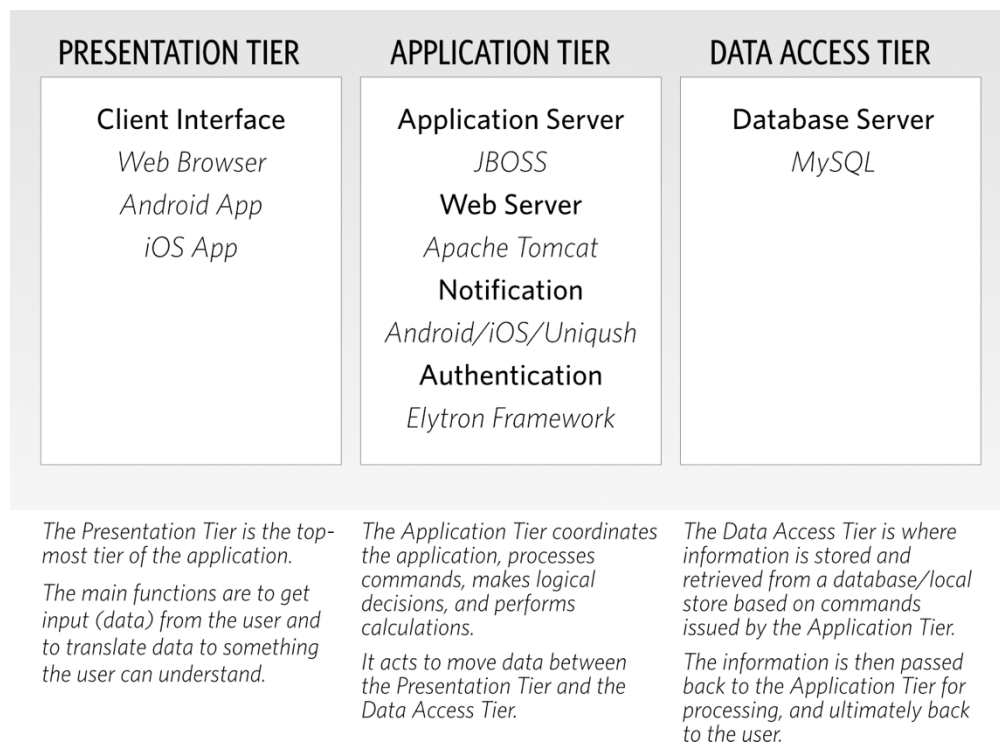 PRESENTATION TIER
Client Interface
Web Browser
Android App
iOS App
APPLICATION TIER
Application Server
JBOSS
Web Server
Apache Tomcat
Notification
Android/iOS/Uniqush
Authentication
Elytron Framework
DATA ACCESS TIER
Database Server
MySQL
The Presentation Tier is the top-
most tier of the application.
The main functions are to get
input (data) from the user and
to translate data to something
the user can understand.
The Application Tier coordinates
the application, processes
commands, makes logical
decisions, and performs
calculations.
It acts to move data between
the Presentation Tier and the
Data Access Tier.
The Data Access Tier is where
information is stored and
retrieved from a database/local
store based on commands
issued by the Application Tier.
The information is then passed
back to the Application Tier for
processing, and ultimately back
to the user.